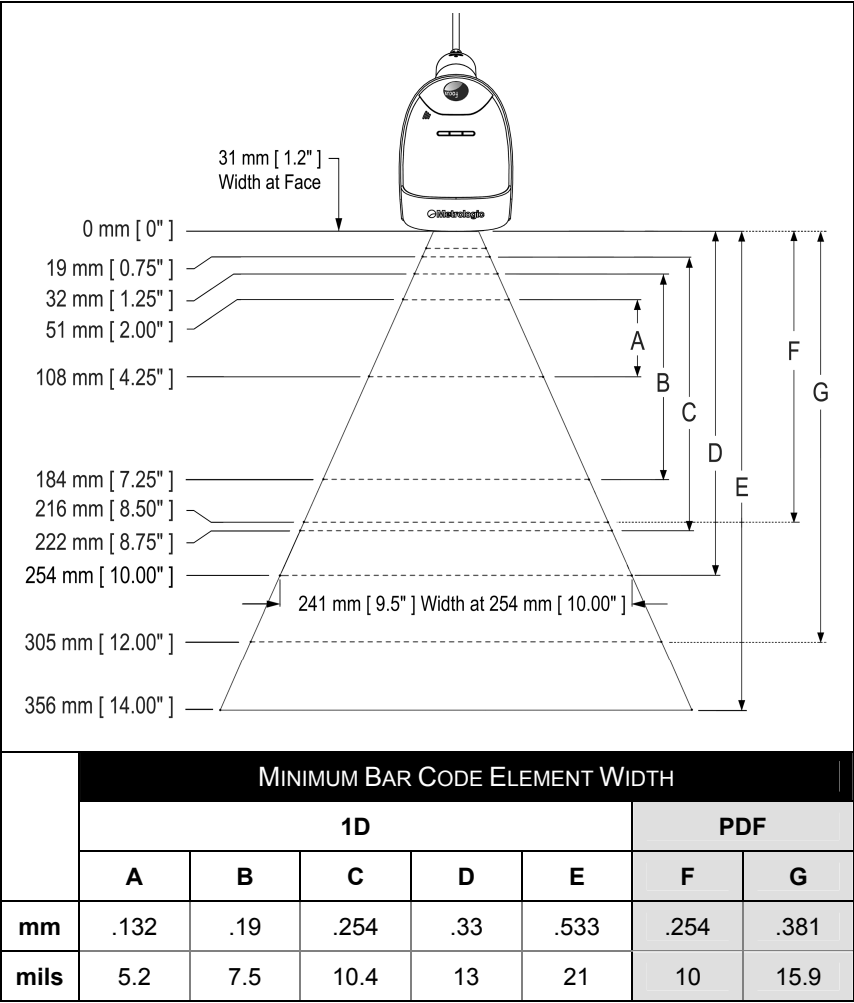 focus
31 mm [ 1.2" ]
Width at Face
Metrologic
0 mm [ 0" ]
19 mm [ 0.75" ]
32 mm [ 1.25" ]
51 mm [ 2.00" ]
108 mm [ 4.25" ]
184 mm [ 7.25" ]
216 mm [ 8.50" ]
222 mm [ 8.75" ]
254 mm [ 10.00" ]
305 mm [ 12.00" ]
356 mm [ 14.00" ]
A
B
C
D
E
F
G
241 mm [ 9.5" ] Width at 254 mm [ 10.00" ]
MINIMUM BAR CODE ELEMENT WIDTH
1D PDF
A B C D E F G
mm .132 .19 .254 .33 .533 .254 .381
mils 5.2 7.5 10.4 13 21 10 15.9